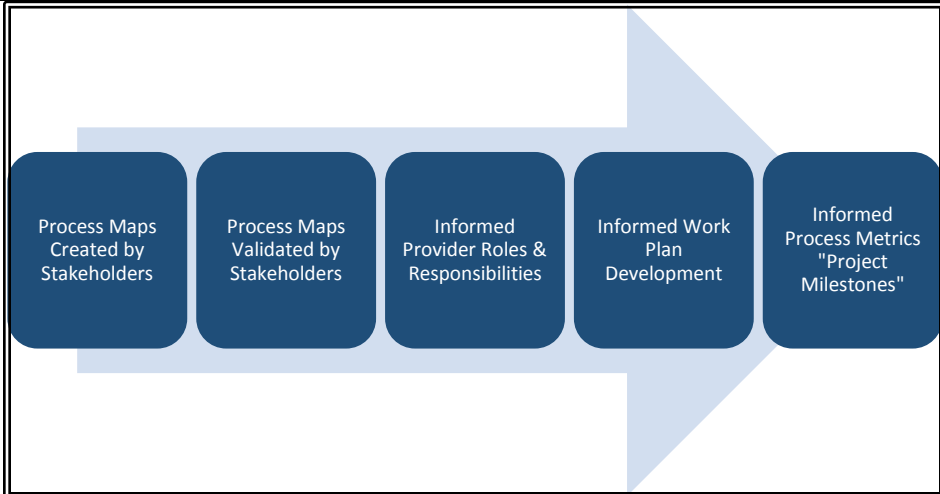 Process Maps
Created by
Stakeholders
Process Maps
Validated by
Stakeholders
Informed
Provider Roles &
Responsibilities
Informed Work
Plan
Development
Informed
Process Metrics
"Project
Milestones"